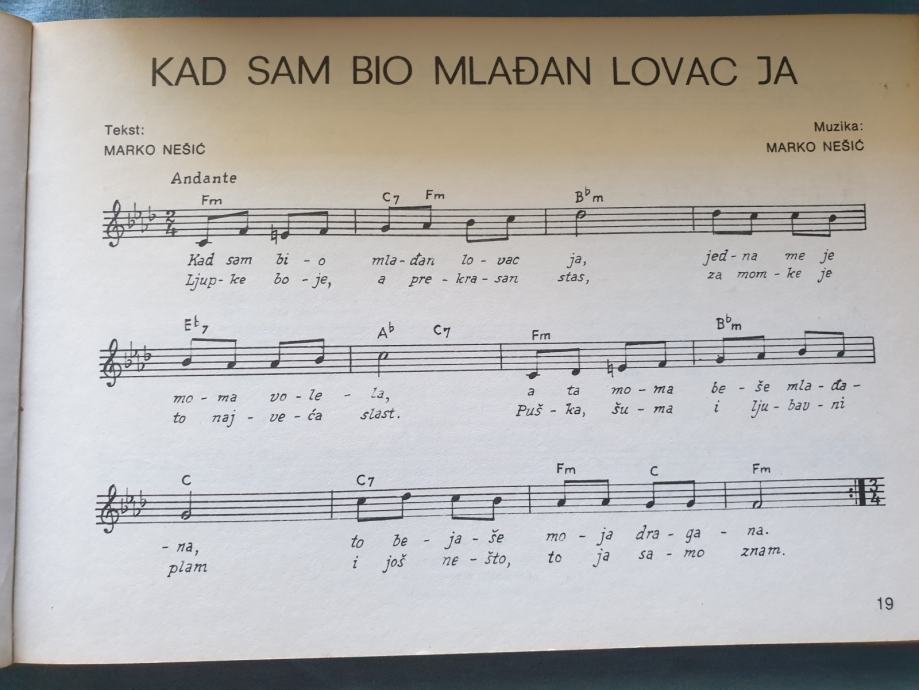 KAD SAM BIO MLAĐAN LOVAC JA
Tekst:
MARKO NEŠIĆ
Muzika:
MARKO NEŠIĆ
Andante
Fm C7 Fm B♭m
2/4
Kad sam bi - o mla - đan lo - vac ja, jed - na me je
Ljup - ke bo - je, a pre - kra - san stas, za mom - ke je
E♭7 A♭ C7 Fm B♭m
mo - ma vo - le - la, a ta mo - ma be - še mla - đa -
to naj - ve - ća slast. Puš - ka, šu - ma i lju - bav - ni
C C7 Fm C Fm
3/4
- na, to be - ja - še mo - ja dra - ga - na.
plam i još ne - što, to ja sa - mo znam.
19